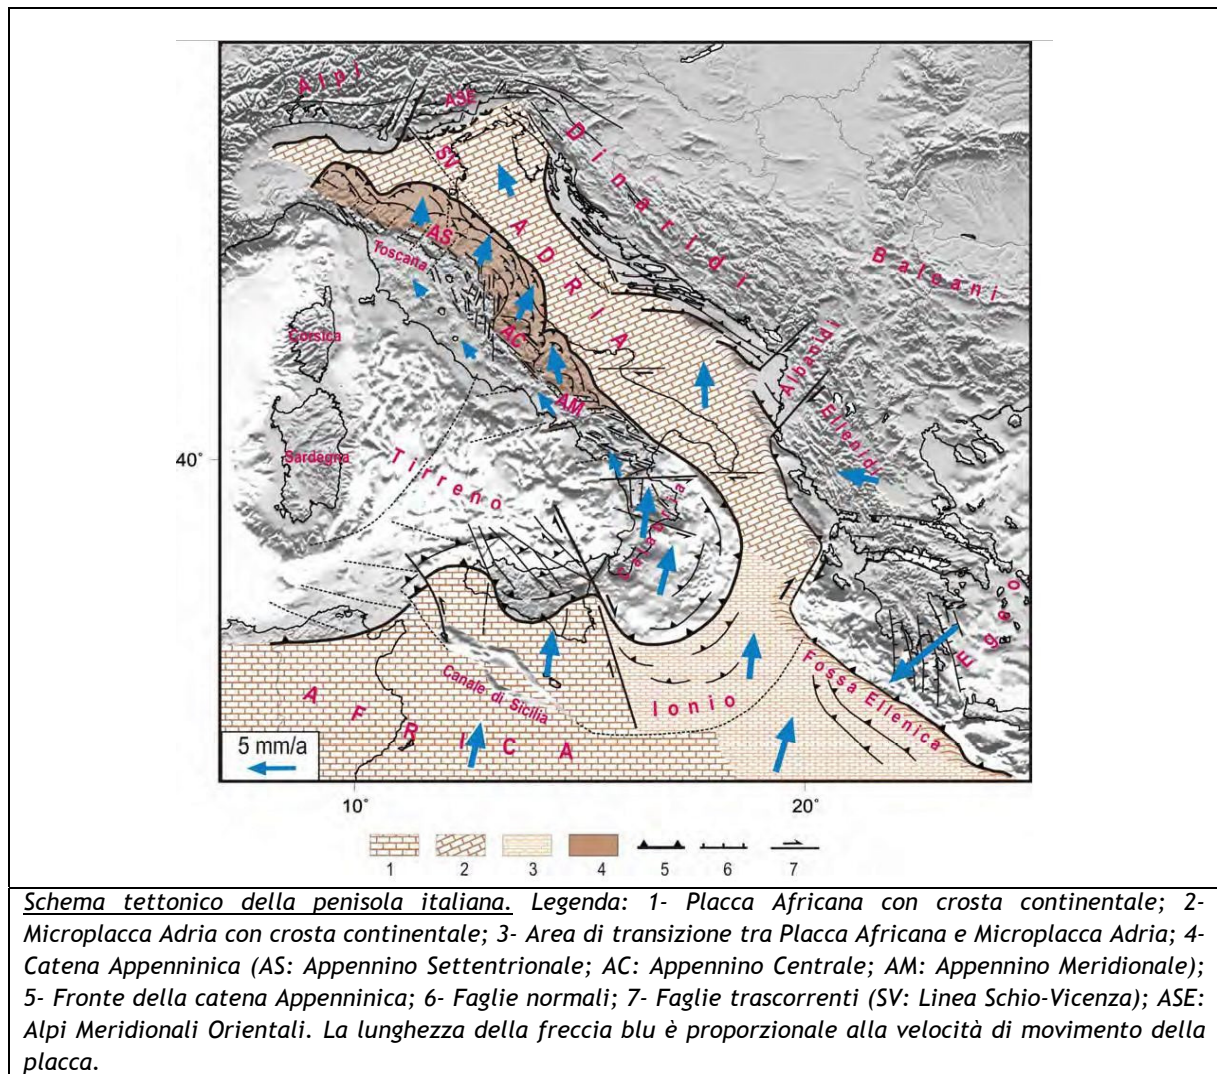 Alpi
ASE
Dinaridi
SV
ADRIA
AS
Toscana
Balcani
Corsica
AC
Albanidi
AM
Ellenidi
40°
Sardegna
Tirreno
Calabria
Egeo
Fossa Ellenica
Canale di Sicilia
Ionio
AFRICA
5 mm/a
10° 20°
1 2 3 4 5 6 7
Schema tettonico della penisola italiana. Legenda: 1- Placca Africana con crosta continentale; 2-
Microplacca Adria con crosta continentale; 3- Area di transizione tra Placca Africana e Microplacca Adria; 4-
Catena Appenninica (AS: Appennino Settentrionale; AC: Appennino Centrale; AM: Appennino Meridionale);
5- Fronte della catena Appenninica; 6- Faglie normali; 7- Faglie trascorrenti (SV: Linea Schio-Vicenza); ASE:
Alpi Meridionali Orientali. La lunghezza della freccia blu è proporzionale alla velocità di movimento della
placca.